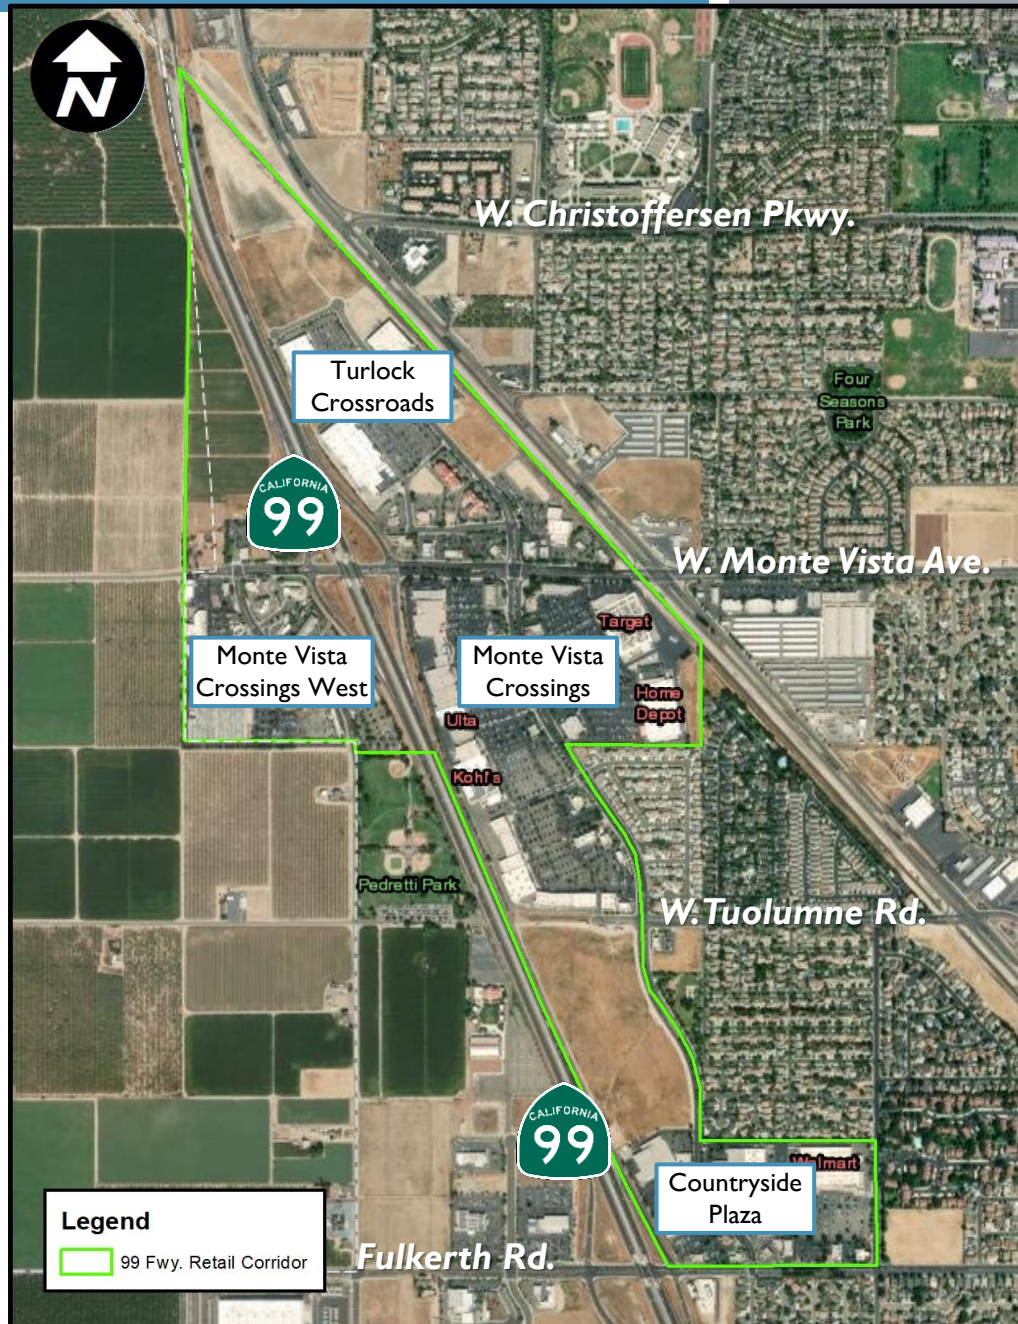 N
W. Christoffersen Pkwy.
Turlock
Crossroads
Four
Seasons
Park
CALIFORNIA
99
W. Monte Vista Ave.
Target
Monte Vista
Crossings West
Monte Vista
Crossings
Home
Depot
Ulta
Kohl's
Pedretti Park
W. Tuolumne Rd.
CALIFORNIA
99
Walmart
Countryside
Plaza
Legend
99 Fwy. Retail Corridor
Fulkerth Rd.